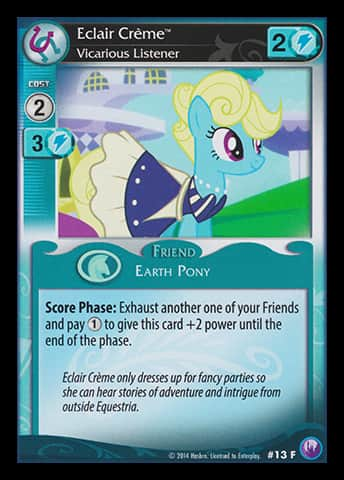 Eclair Crème™
Vicarious Listener
2
COST
2
3
FRIEND
EARTH PONY
Score Phase: Exhaust another one of your Friends
and pay 1 to give this card +2 power until the
end of the phase.
Eclair Crème only dresses up for fancy parties so
she can hear stories of adventure and intrigue from
outside Equestria.
© 2014 Hasbro. Licensed to Enterplay.
#13 F